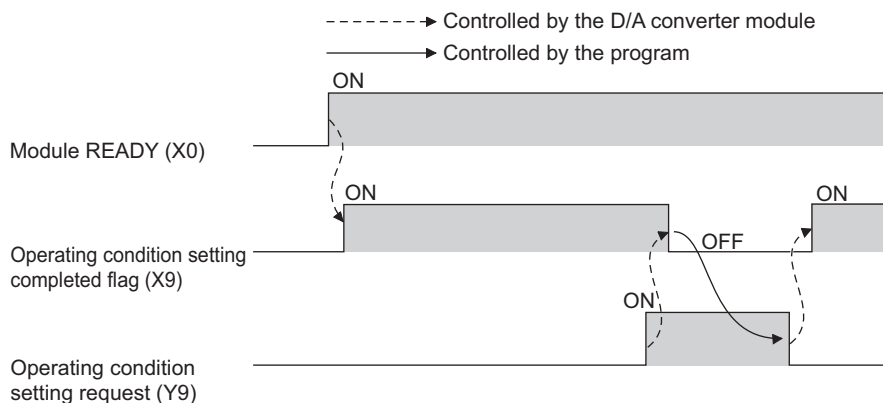 Controlled by the D/A converter module
Controlled by the program
ON
Module READY (X0)
ON
ON
OFF
Operating condition setting
completed flag (X9)
ON
Operating condition
setting request (Y9)